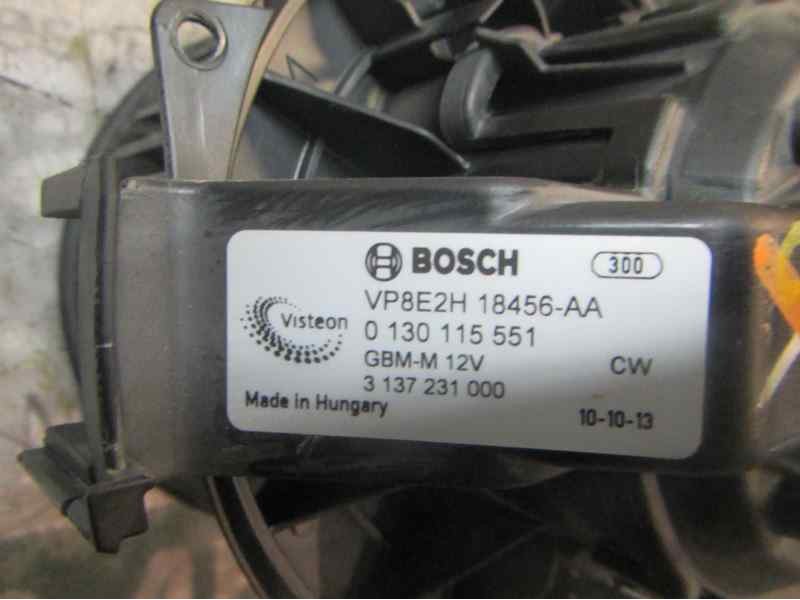 BOSCH 300
VP8E2H 18456-AA
Visteon
0 130 115 551
GBM-M 12V CW
3 137 231 000
Made in Hungary
10-10-13